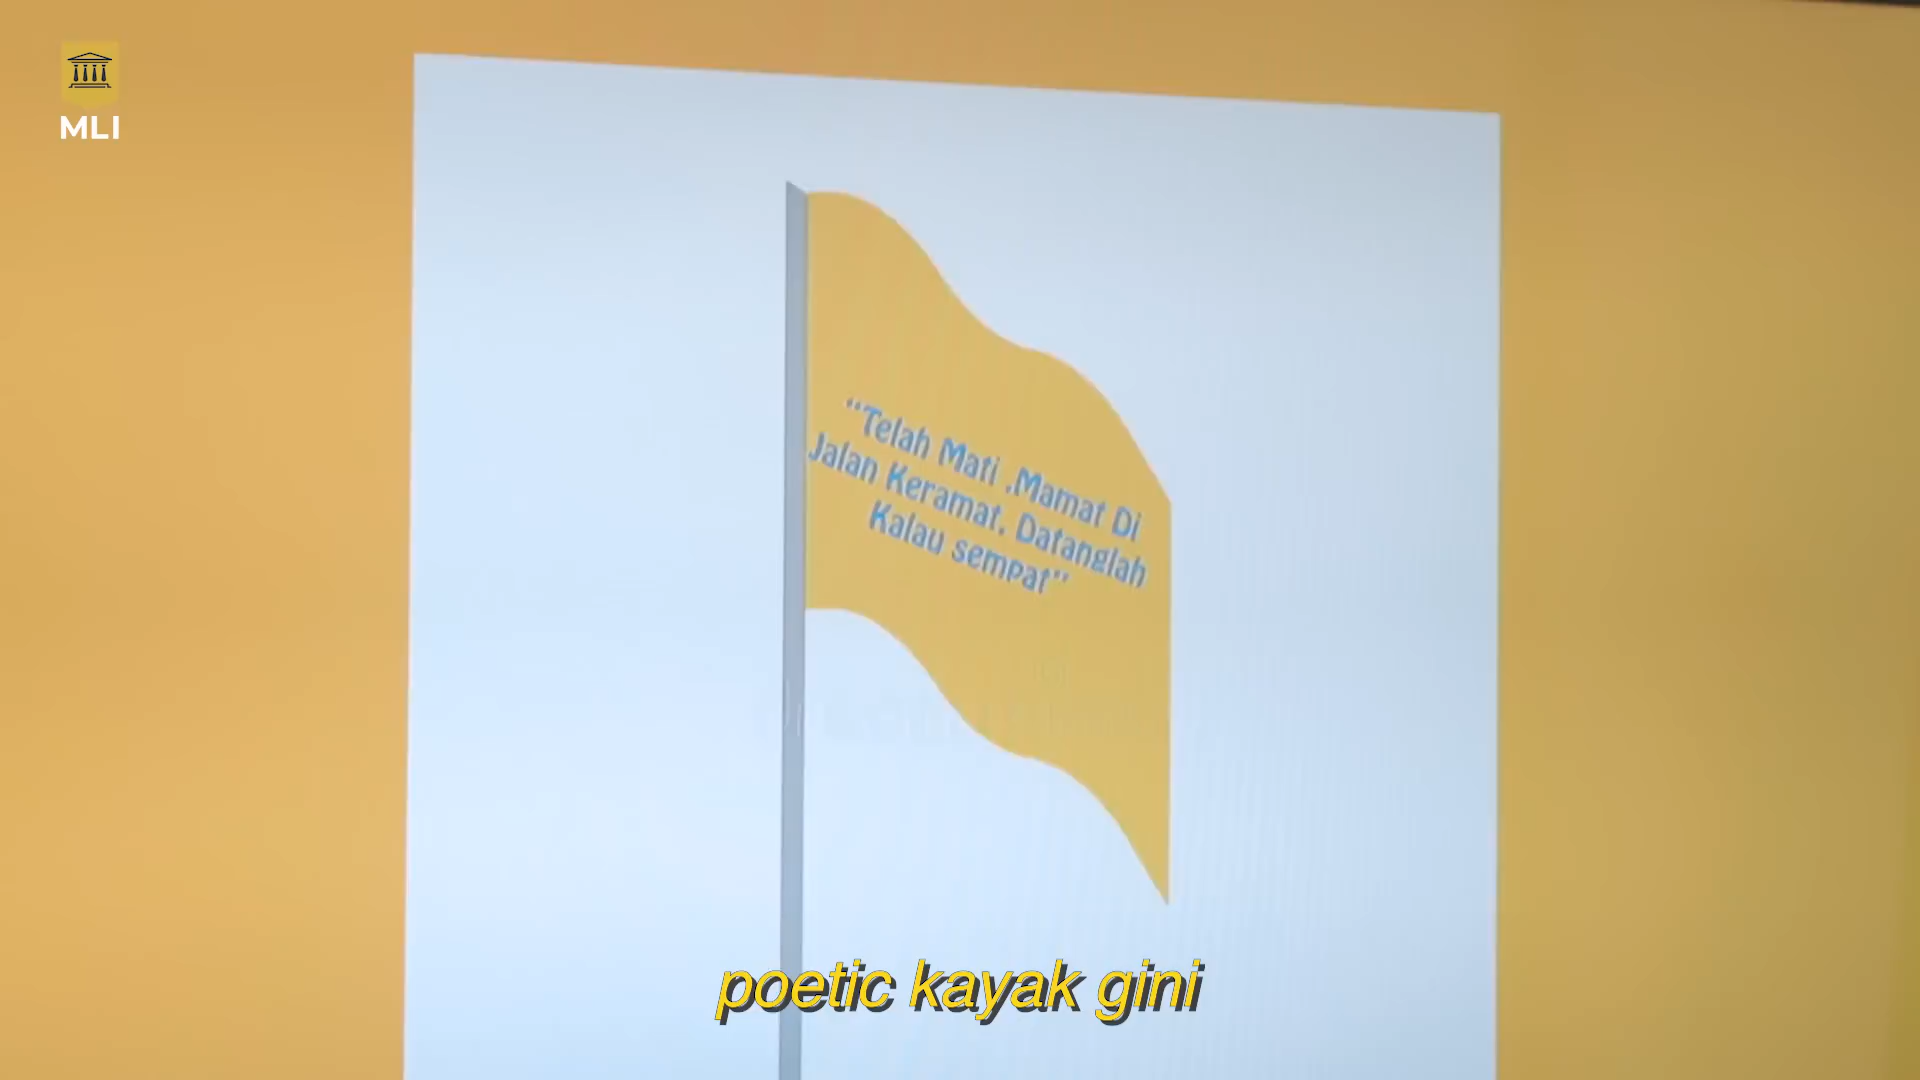 MLI
“Telah Mati ,Mamat Di
Jalan Keramat. Datanglah
Kalau sempat”
poetic kayak gini